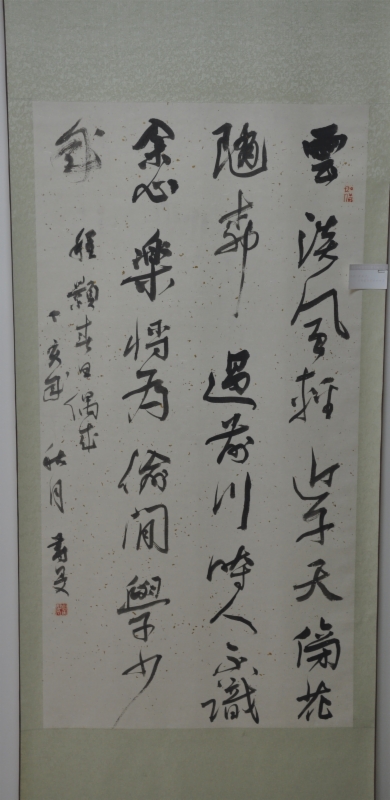 雲淡風輕近午天傍花
隨柳過前川時人不識
余心樂將為偷閒學少
年
程顥春日偶成
丁亥年秋月